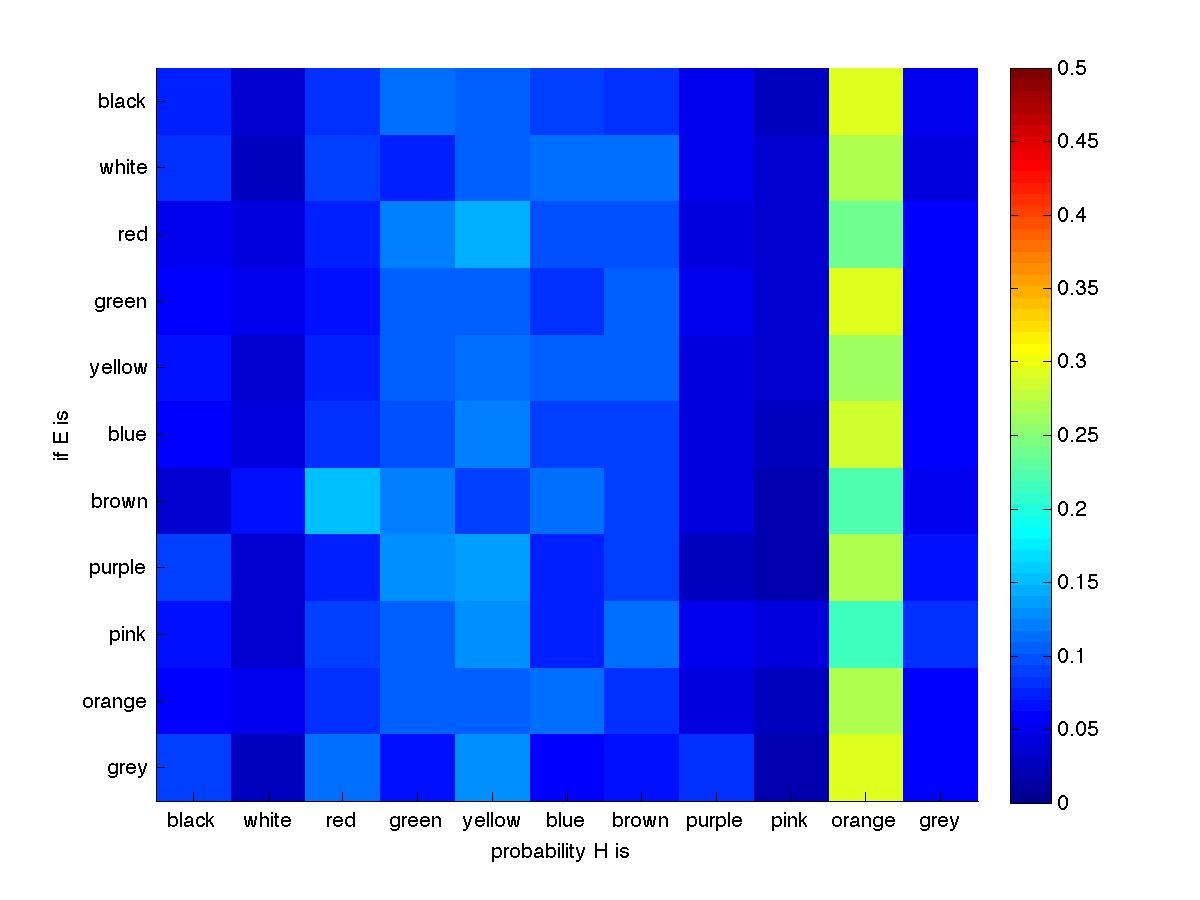 black
white
red
green
yellow
blue
brown
purple
pink
orange
grey
if E is
black white red green yellow blue brown purple pink orange grey
probability H is
0.5
0.45
0.4
0.35
0.3
0.25
0.2
0.15
0.1
0.05
0